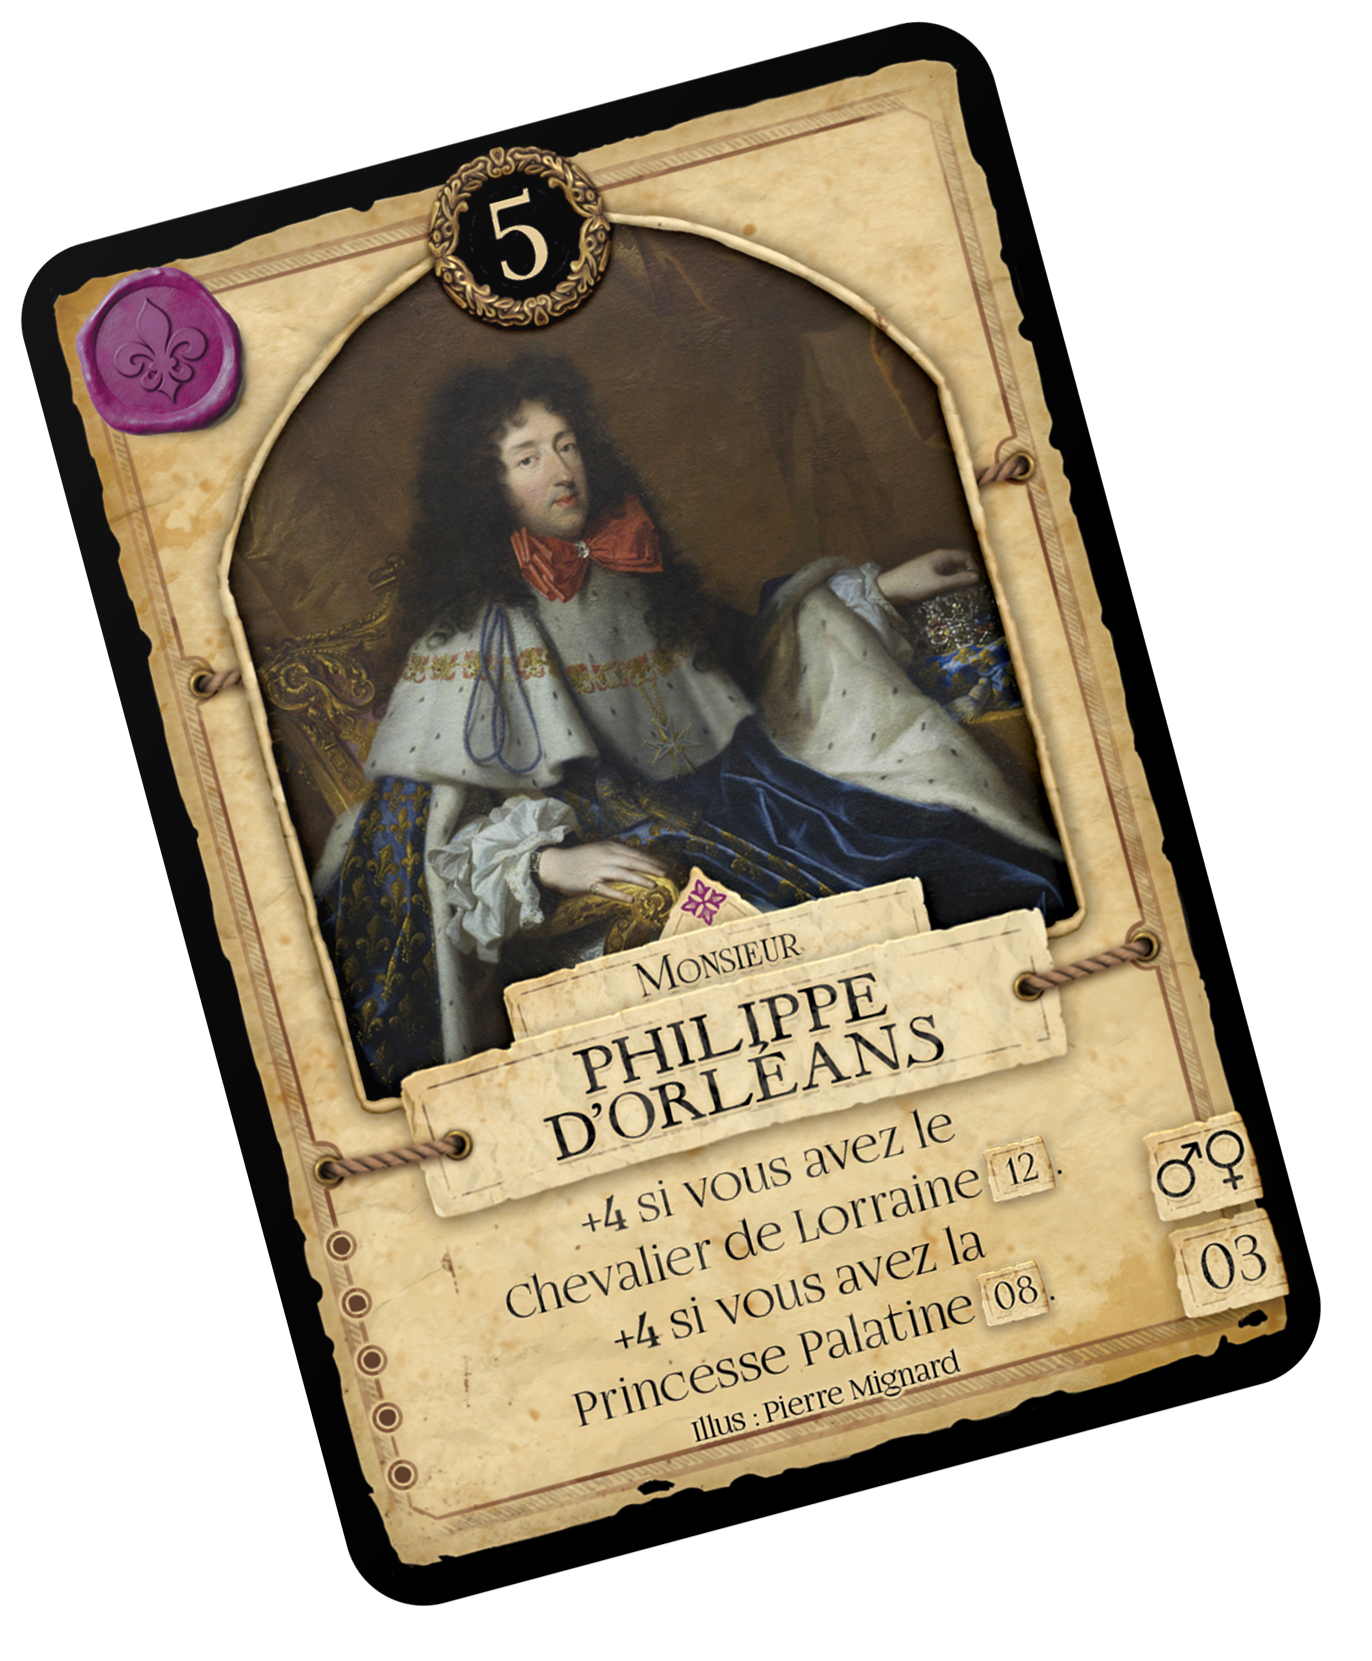 5
MONSIEUR
PHILIPPE
D'ORLÉANS
+4 si vous avez le
Chevalier de Lorraine 12.
+4 si vous avez la
Princesse Palatine 08.
Illus : Pierre Mignard
♂♀
03